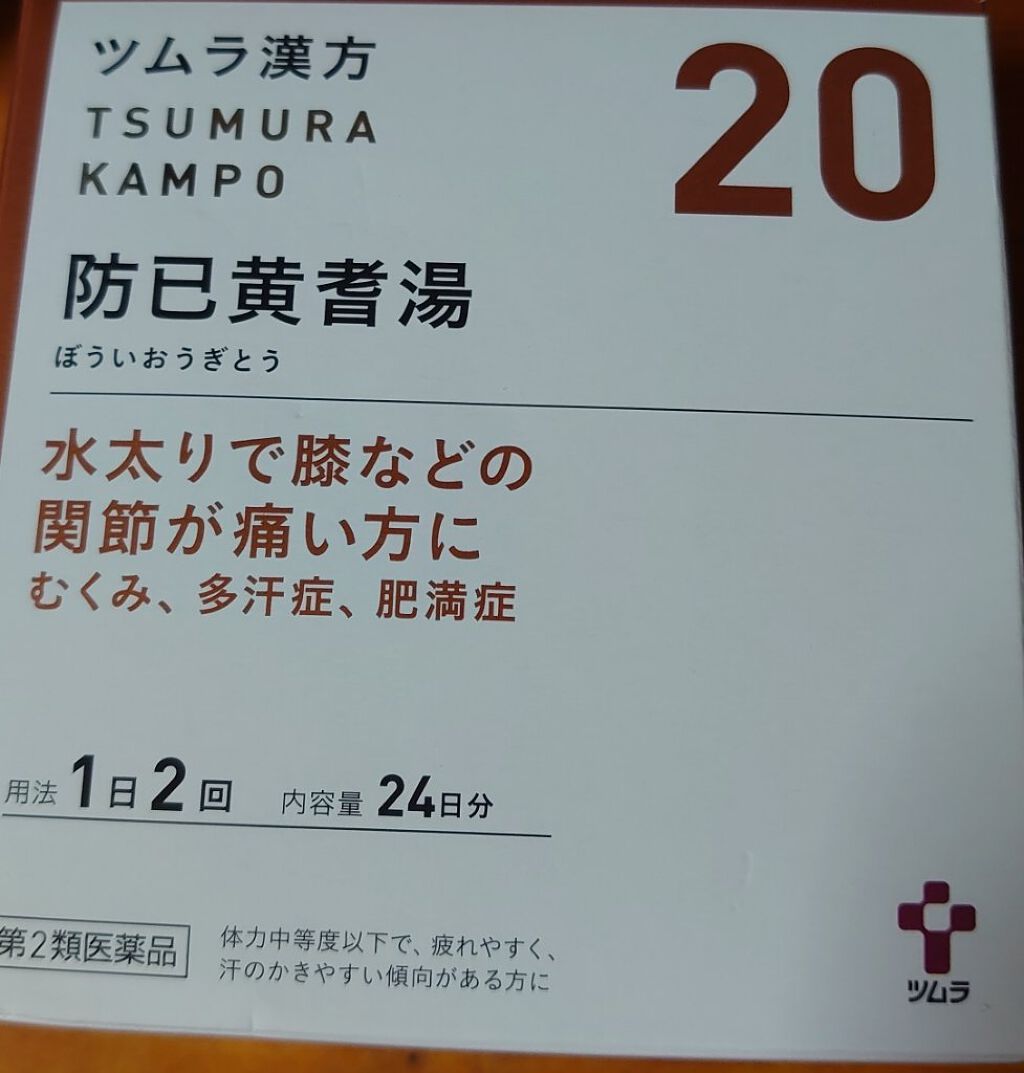 ツムラ漢方
TSUMURA
KAMPO
20
防已黄耆湯
ぼういおうぎとう
水太りで膝などの
関節が痛い方に
むくみ、多汗症、肥満症
用法 1日2回 内容量 24日分
第2類医薬品
体力中等度以下で、疲れやすく、
汗のかきやすい傾向がある方に
ツムラ